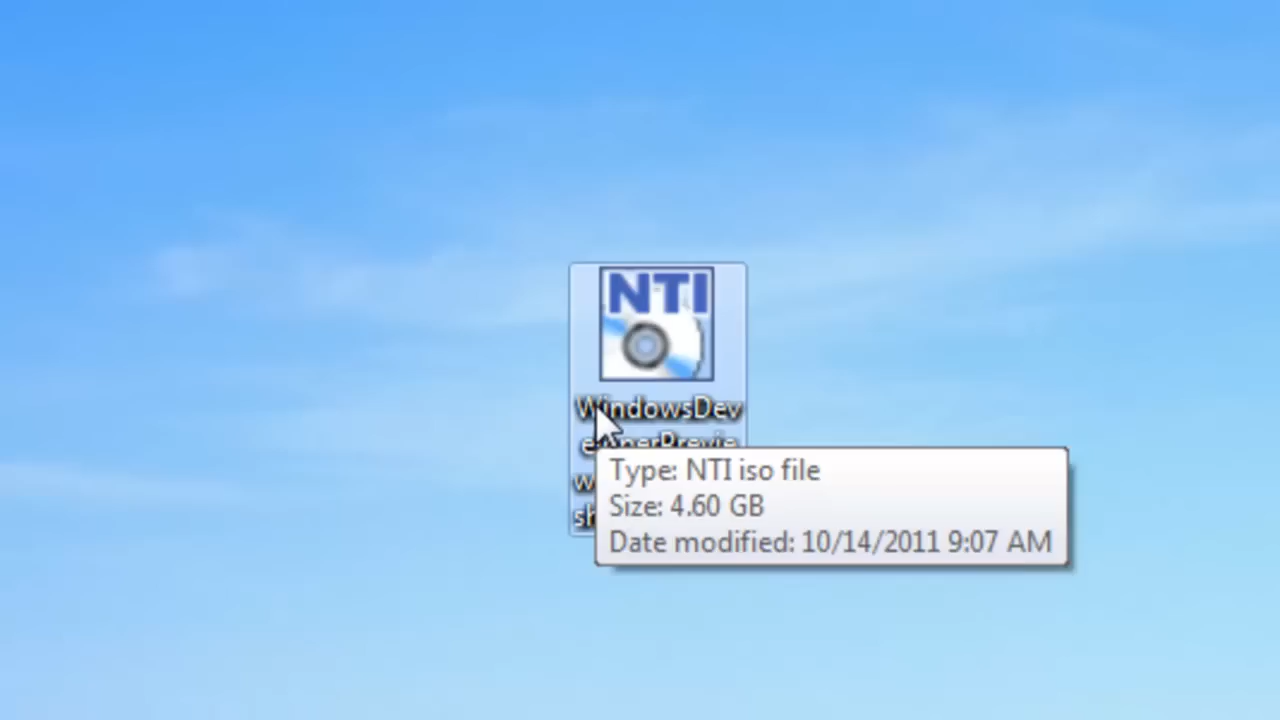 NTI
WindowsDev
Type: NTI iso file
Size: 4.60 GB
Date modified: 10/14/2011 9:07 AM